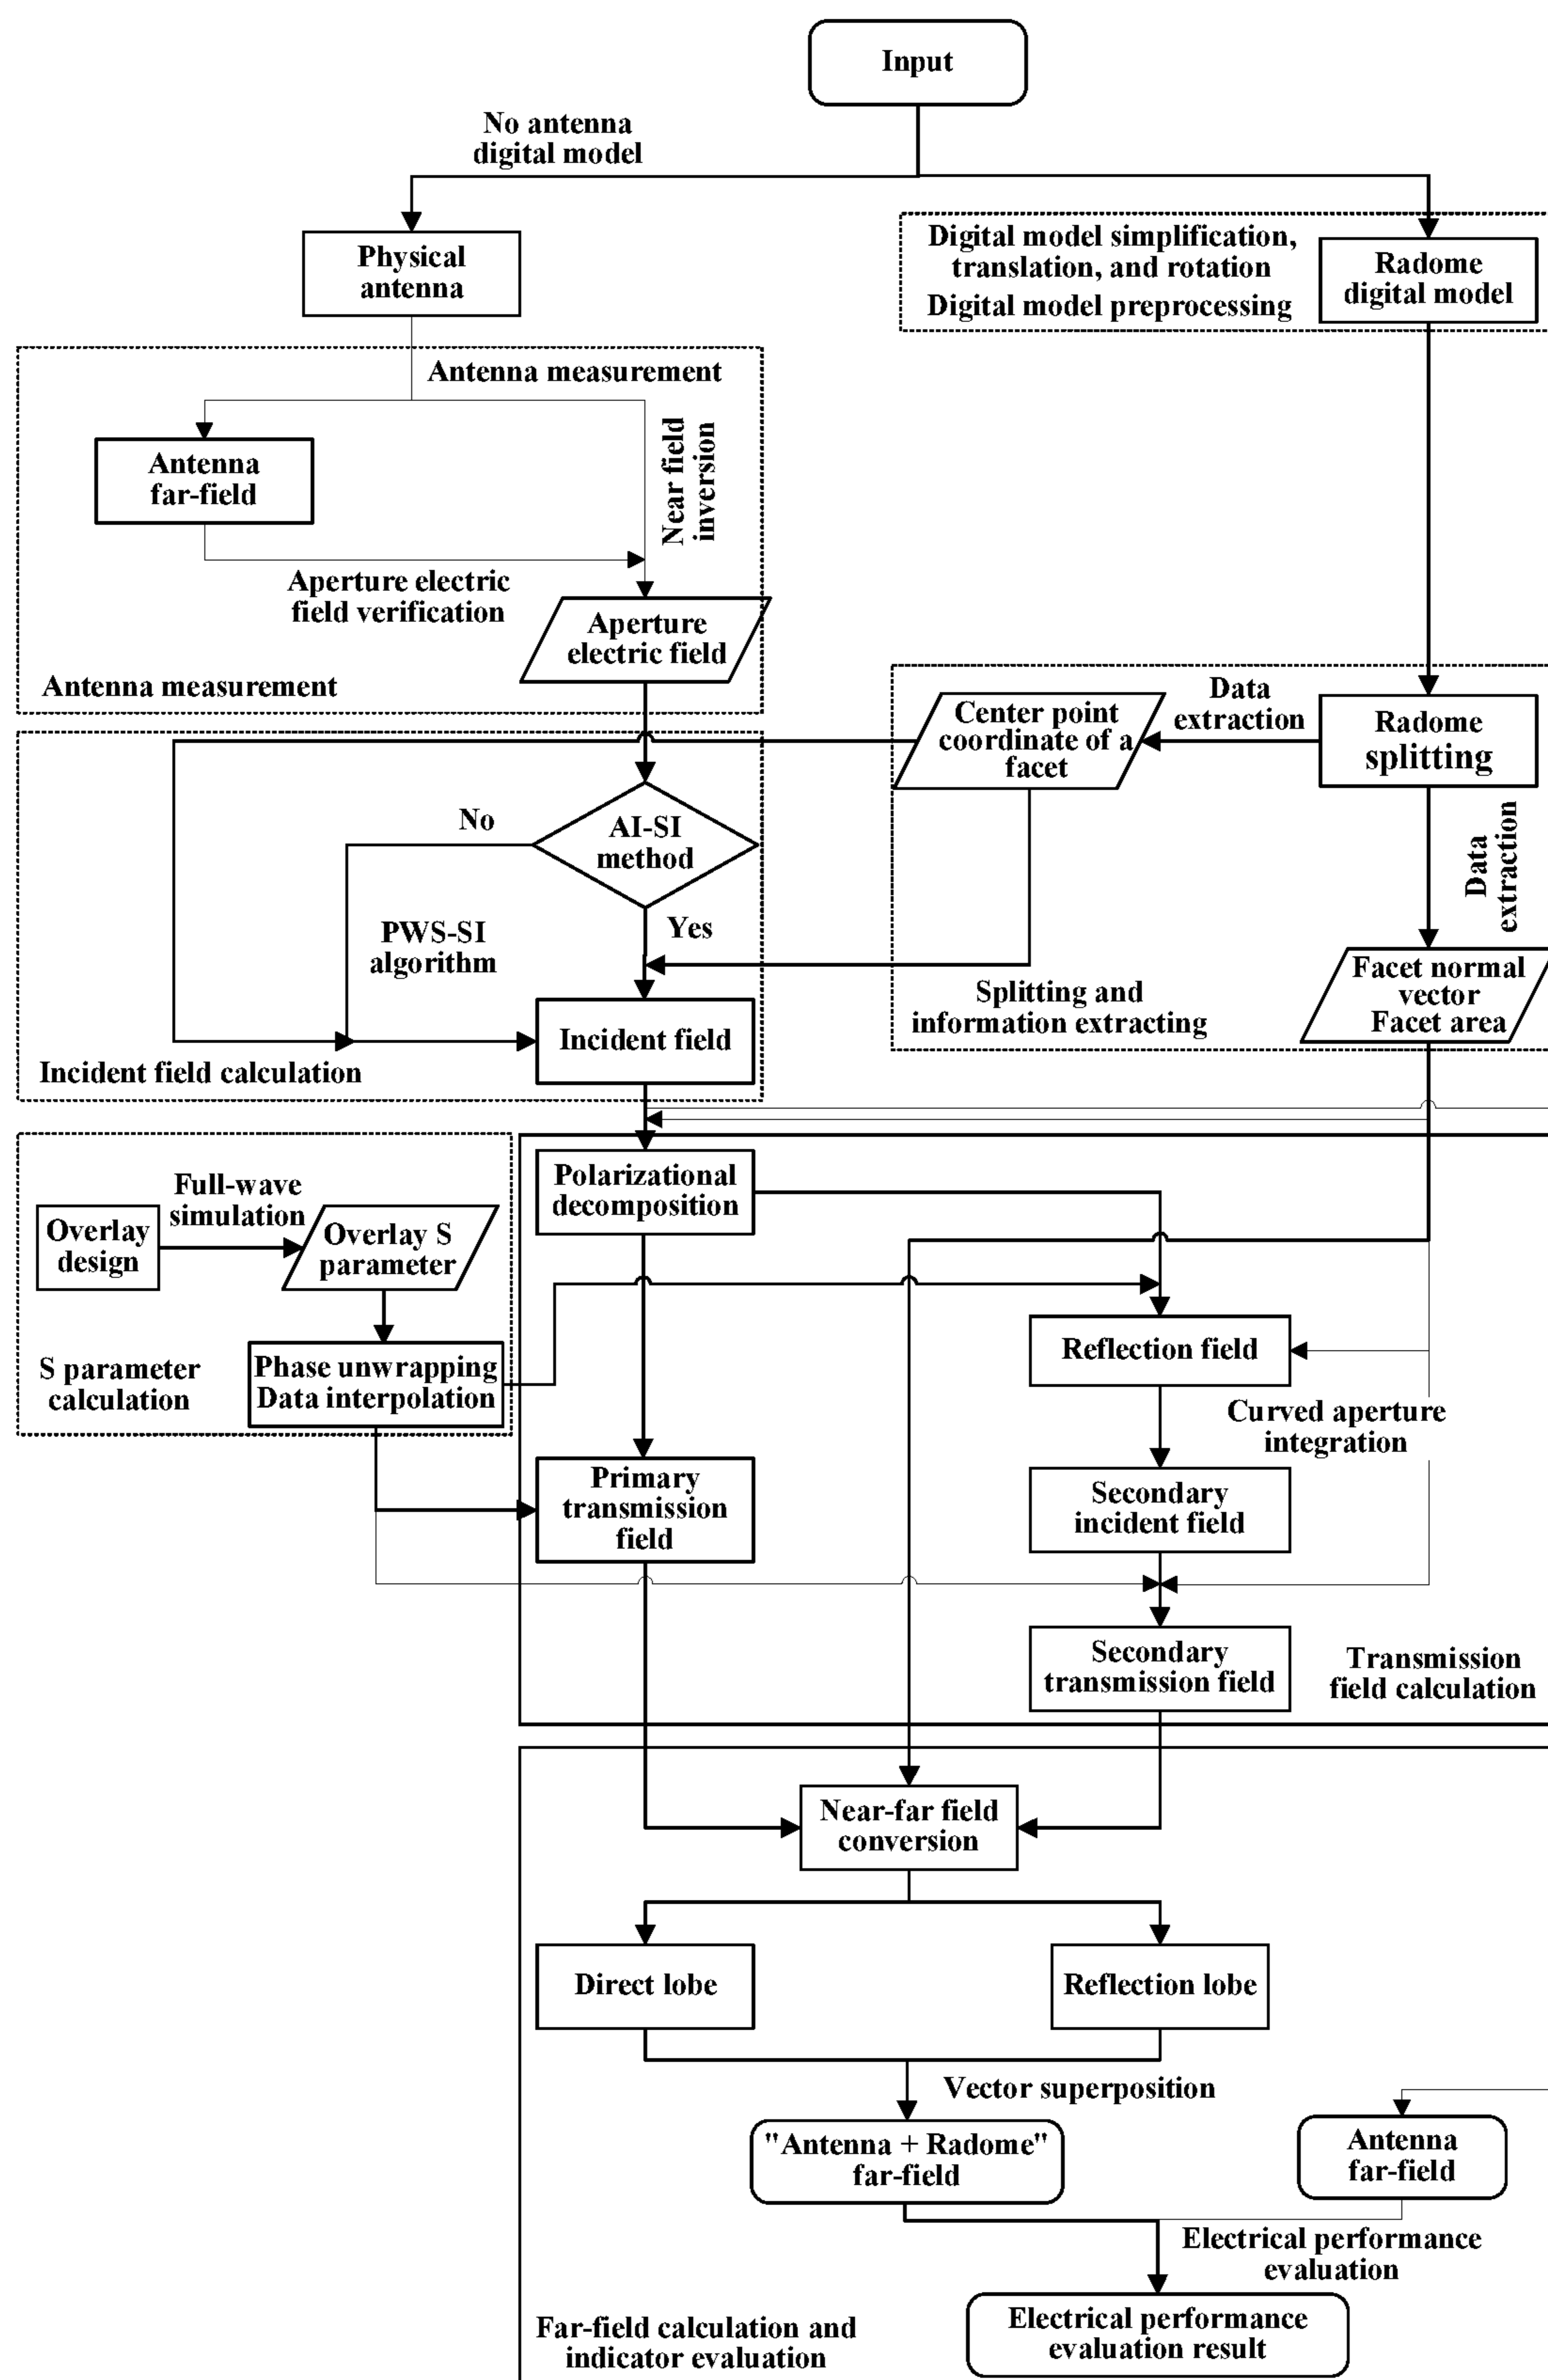 Input
No antenna
digital model
Physical
antenna
Digital model simplification,
translation, and rotation
Digital model preprocessing
Radome
digital model
Antenna measurement
Near field
inversion
Antenna
far-field
Aperture electric
field verification
Aperture
electric field
Antenna measurement
Center point
coordinate of a
facet
Data
extraction
Radome
splitting
Data
extraction
No
AI-SI
method
PWS-SI
algorithm
Yes
Facet normal
vector
Facet area
Splitting and
information extracting
Incident field
Incident field calculation
Full-wave
simulation
Overlay
design
Overlay S
parameter
S parameter
calculation
Phase unwrapping
Data interpolation
Polarizational
decomposition
Reflection field
Curved aperture
integration
Primary
transmission
field
Secondary
incident field
Secondary
transmission field
Transmission
field calculation
Near-far field
conversion
Direct lobe
Reflection lobe
Vector superposition
"Antenna + Radome"
far-field
Antenna
far-field
Electrical performance
evaluation
Far-field calculation and
indicator evaluation
Electrical performance
evaluation result